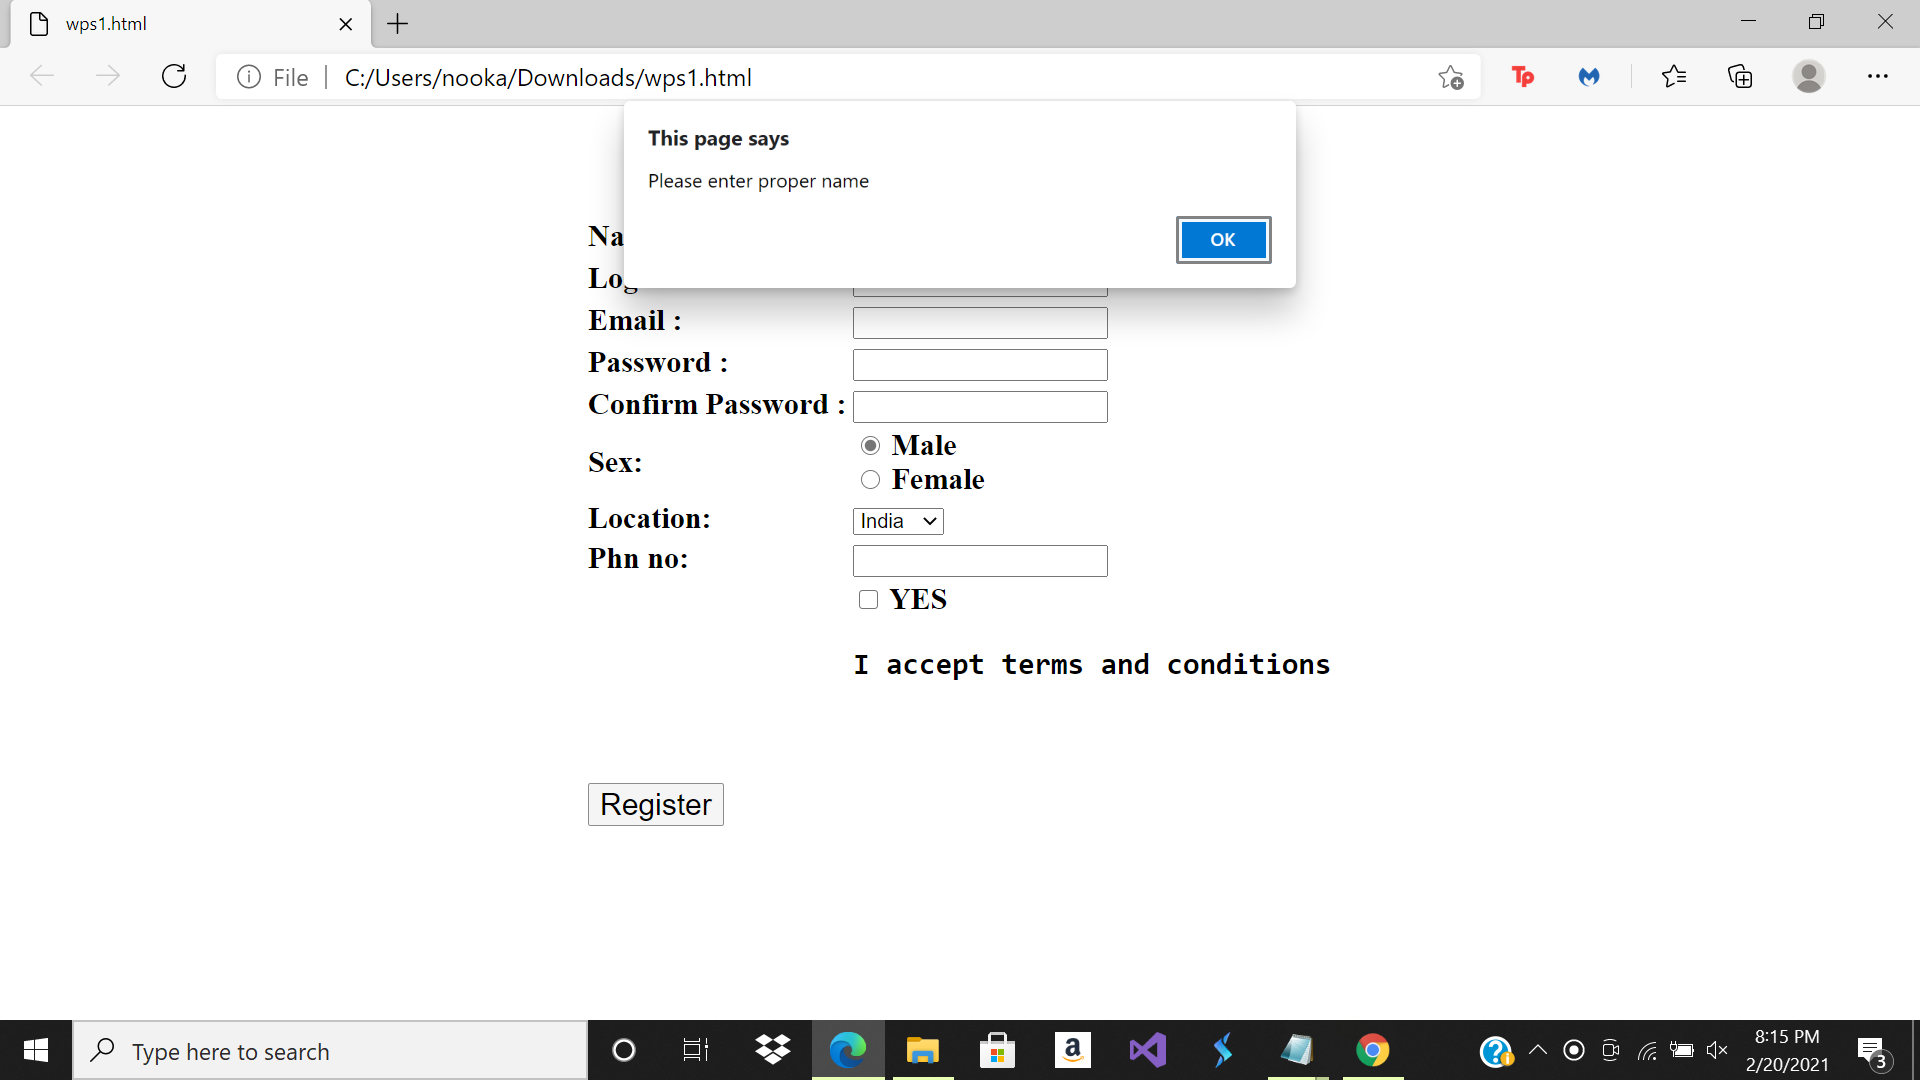 wps1.html
File
C:/Users/nooka/Downloads/wps1.html
Tp
This page says
Please enter proper name
OK
Na
Log
Email :
Password :
Confirm Password :
Sex:
Male
Female
Location:
India
Phn no:
YES
I accept terms and conditions
Register
Type here to search
a
8:15 PM
2/20/2021
3